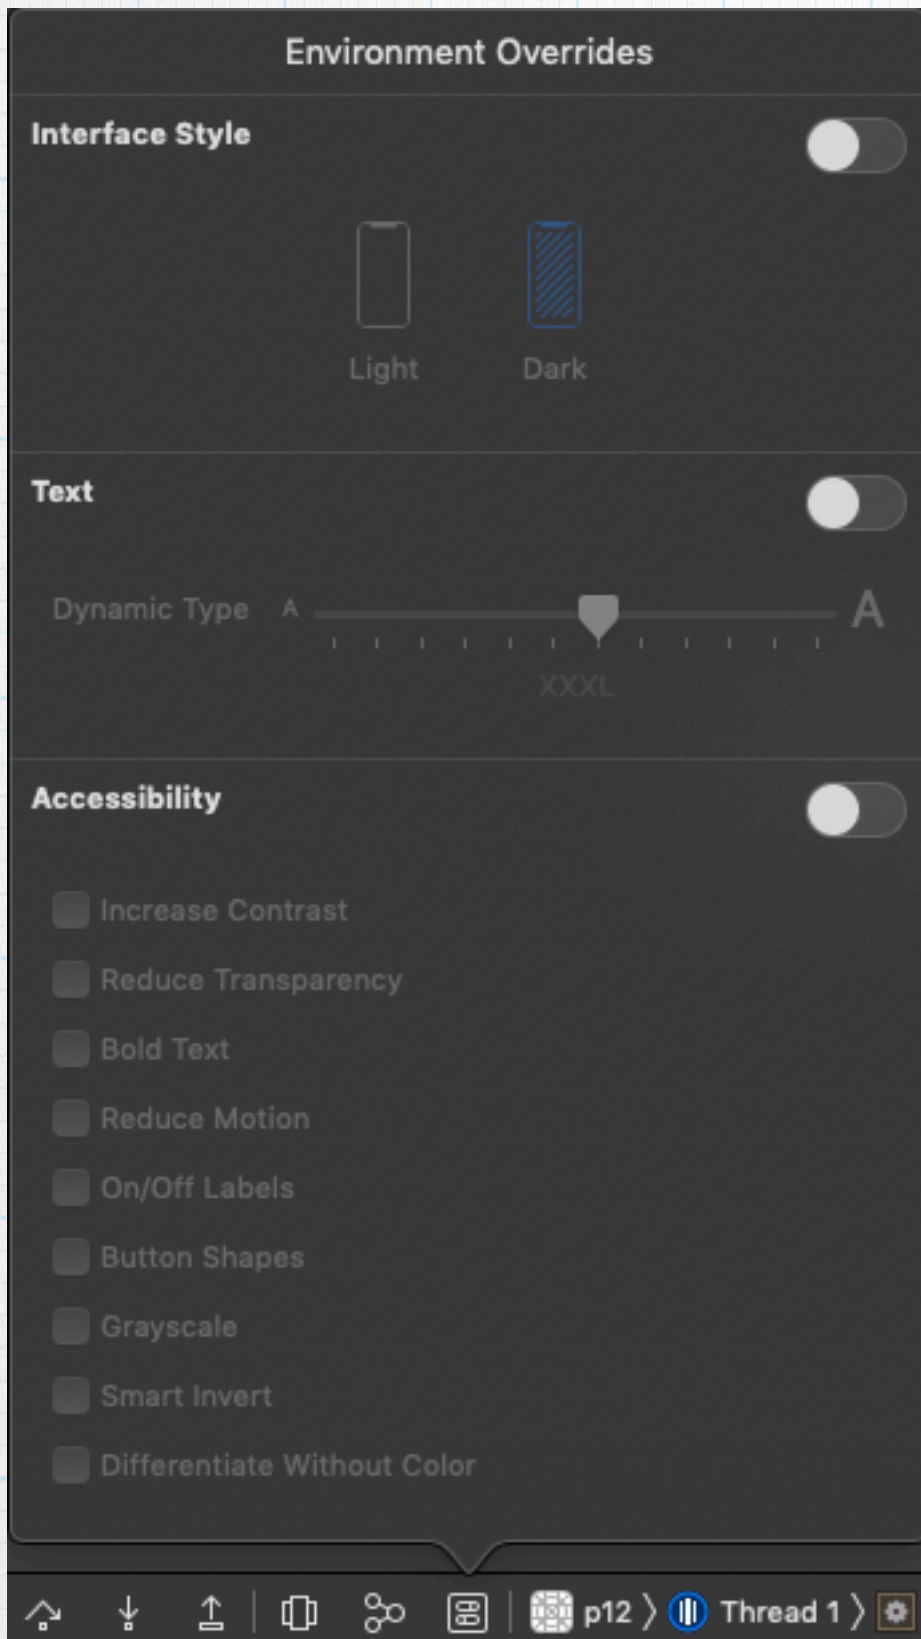 Environment Overrides
Interface Style
Light Dark
Text
Dynamic Type A A
XXXL
Accessibility
Increase Contrast
Reduce Transparency
Bold Text
Reduce Motion
On/Off Labels
Button Shapes
Grayscale
Smart Invert
Differentiate Without Color
p12 〉 Thread 1 〉